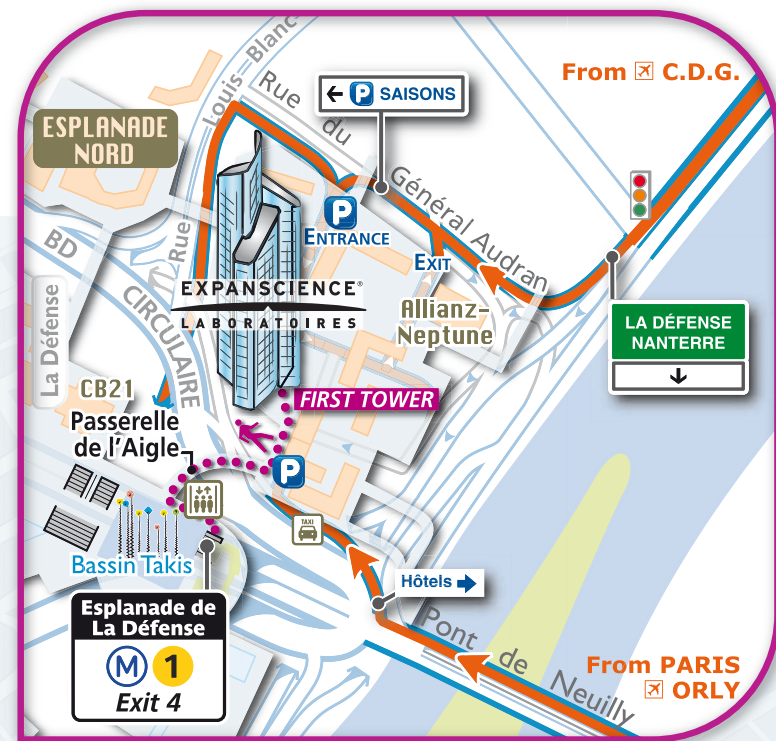 From C.D.G.
Rue Louis-Blanc
Rue du Général Audran
← P SAISONS
ESPLANADE
NORD
P
ENTRANCE
EXIT
BD CIRCULAIRE
La Défense
EXPANSCIENCE®
LABORATOIRES
Allianz-
Neptune
LA DÉFENSE
NANTERRE
↓
CB21
FIRST TOWER
Passerelle
de l'Aigle
P
TAXI
Bassin Takis
Hôtels →
Esplanade de
La Défense
M 1
Exit 4
Pont de Neuilly
From PARIS
ORLY